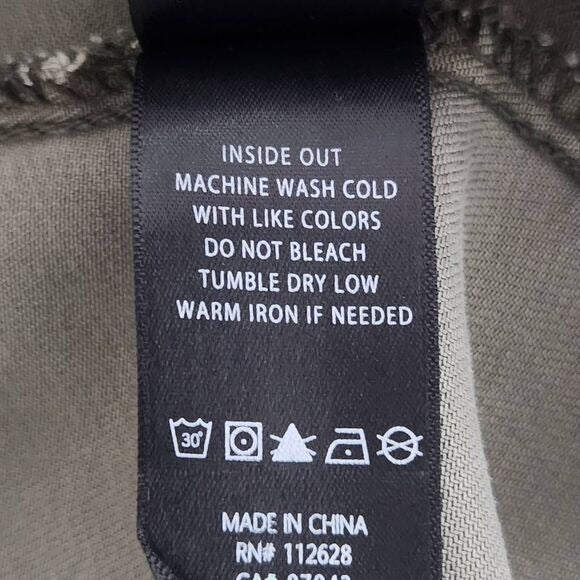 INSIDE OUT
MACHINE WASH COLD
WITH LIKE COLORS
DO NOT BLEACH
TUMBLE DRY LOW
WARM IRON IF NEEDED
30°
MADE IN CHINA
RN# 112628
CA#